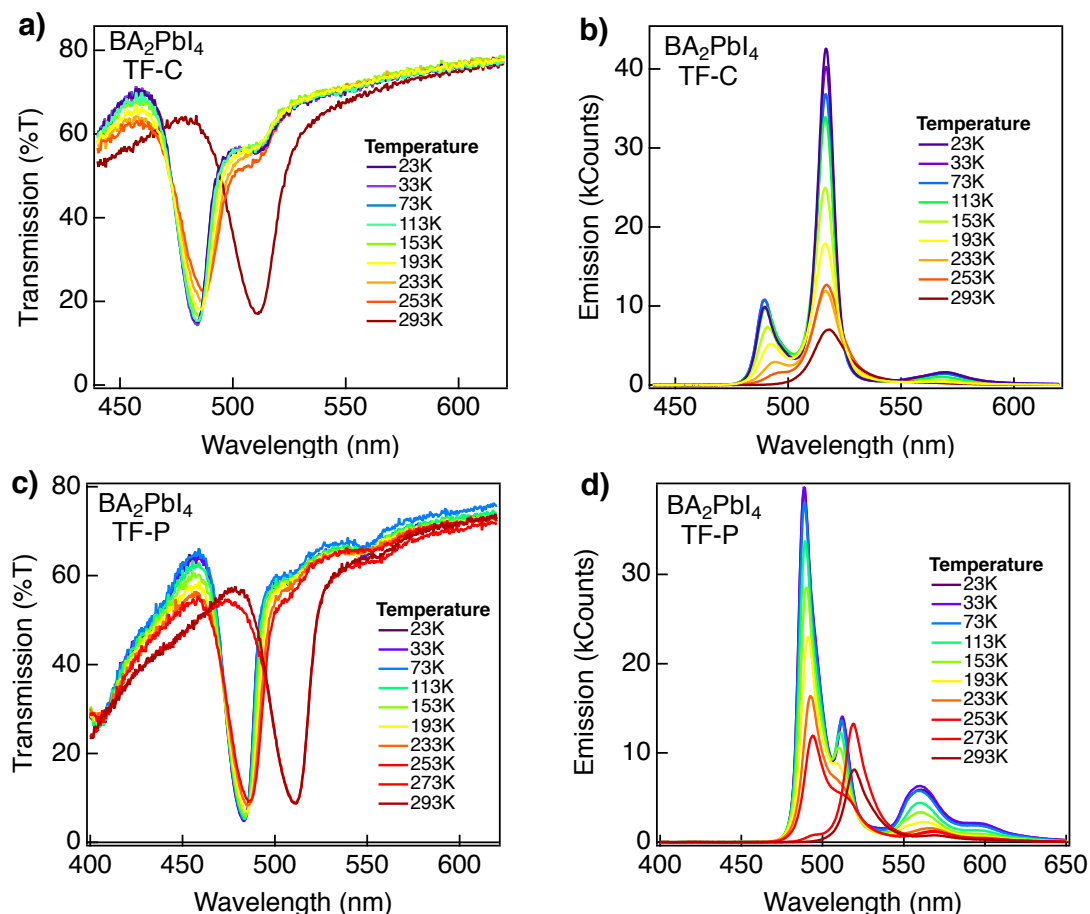 a)
BA₂PbI₄
TF-C
Transmission (%T)
80
60
40
20
0
Temperature
23K
33K
73K
113K
153K
193K
233K
253K
293K
450
500
550
600
Wavelength (nm)
b)
BA₂PbI₄
TF-C
Emission (kCounts)
40
30
20
10
0
Temperature
23K
33K
73K
113K
153K
193K
233K
253K
293K
450
500
550
600
Wavelength (nm)
c)
BA₂PbI₄
TF-P
Transmission (%T)
80
60
40
20
0
Temperature
23K
33K
73K
113K
153K
193K
233K
253K
273K
293K
400
450
500
550
600
Wavelength (nm)
d)
BA₂PbI₄
TF-P
Emission (kCounts)
30
20
10
0
Temperature
23K
33K
73K
113K
153K
193K
233K
253K
273K
293K
400
450
500
550
600
650
Wavelength (nm)